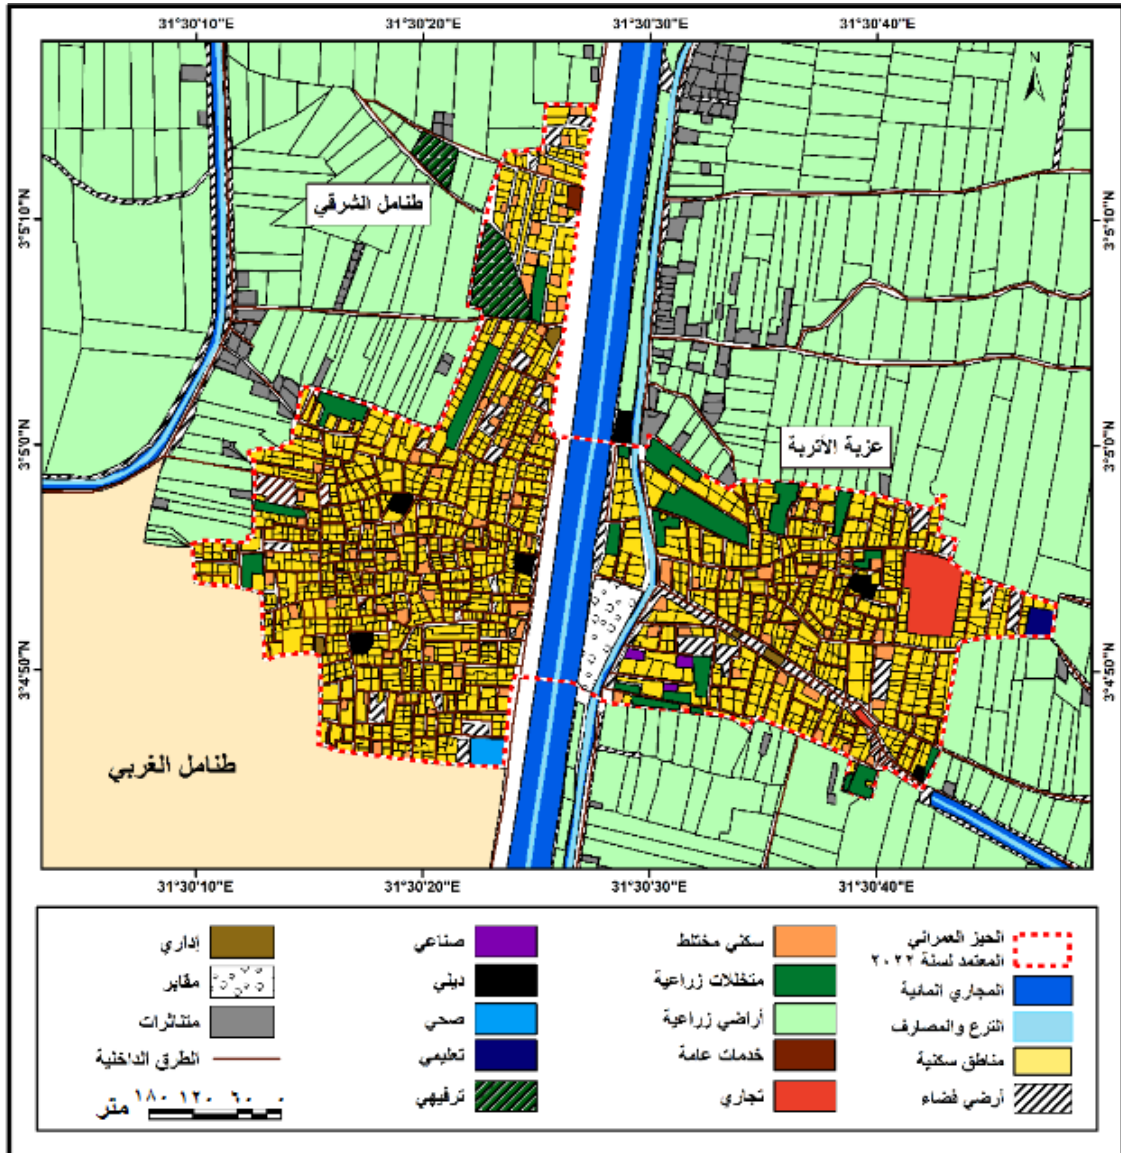 31°30'10"E 31°30'20"E 31°30'30"E 31°30'40"E
N
3°5'10"N 3°5'10"N
طنامل الشرقي
3°5'0"N 3°5'0"N
عزبة الأتربة
3°4'50"N 3°4'50"N
طنامل الغربي
31°30'10"E 31°30'20"E 31°30'30"E 31°30'40"E
الحيز العمراني
المعتمد لسنة ٢٠٢٢
المجاري المائية
الترع والمصارف
مناطق سكنية
أرضي فضاء
سكني مختلط
متخللات زراعية
أراضي زراعية
خدمات عامة
تجاري
صناعي
ديني
صحي
تعليمي
ترفيهي
إداري
مقابر
متناثرات
الطرق الداخلية
٠ ٦٠ ١٢٠ ١٨٠ متر